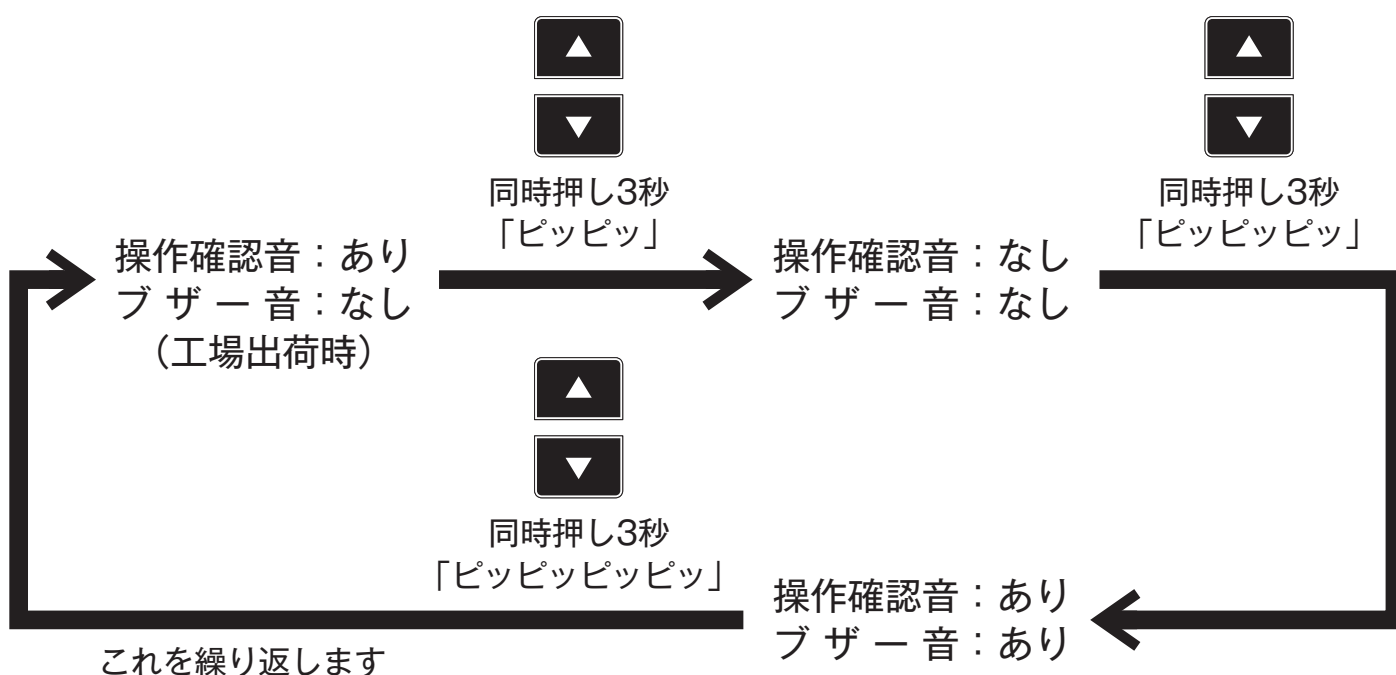 同時押し3秒
「ピッピッ」
同時押し3秒
「ピッピッピッ」
操作確認音：あり
ブ ザ ー 音：なし
（工場出荷時）
操作確認音：なし
ブ ザ ー 音：なし
同時押し3秒
「ピッピッピッピッ」
操作確認音：あり
ブ ザ ー 音：あり
これを繰り返します